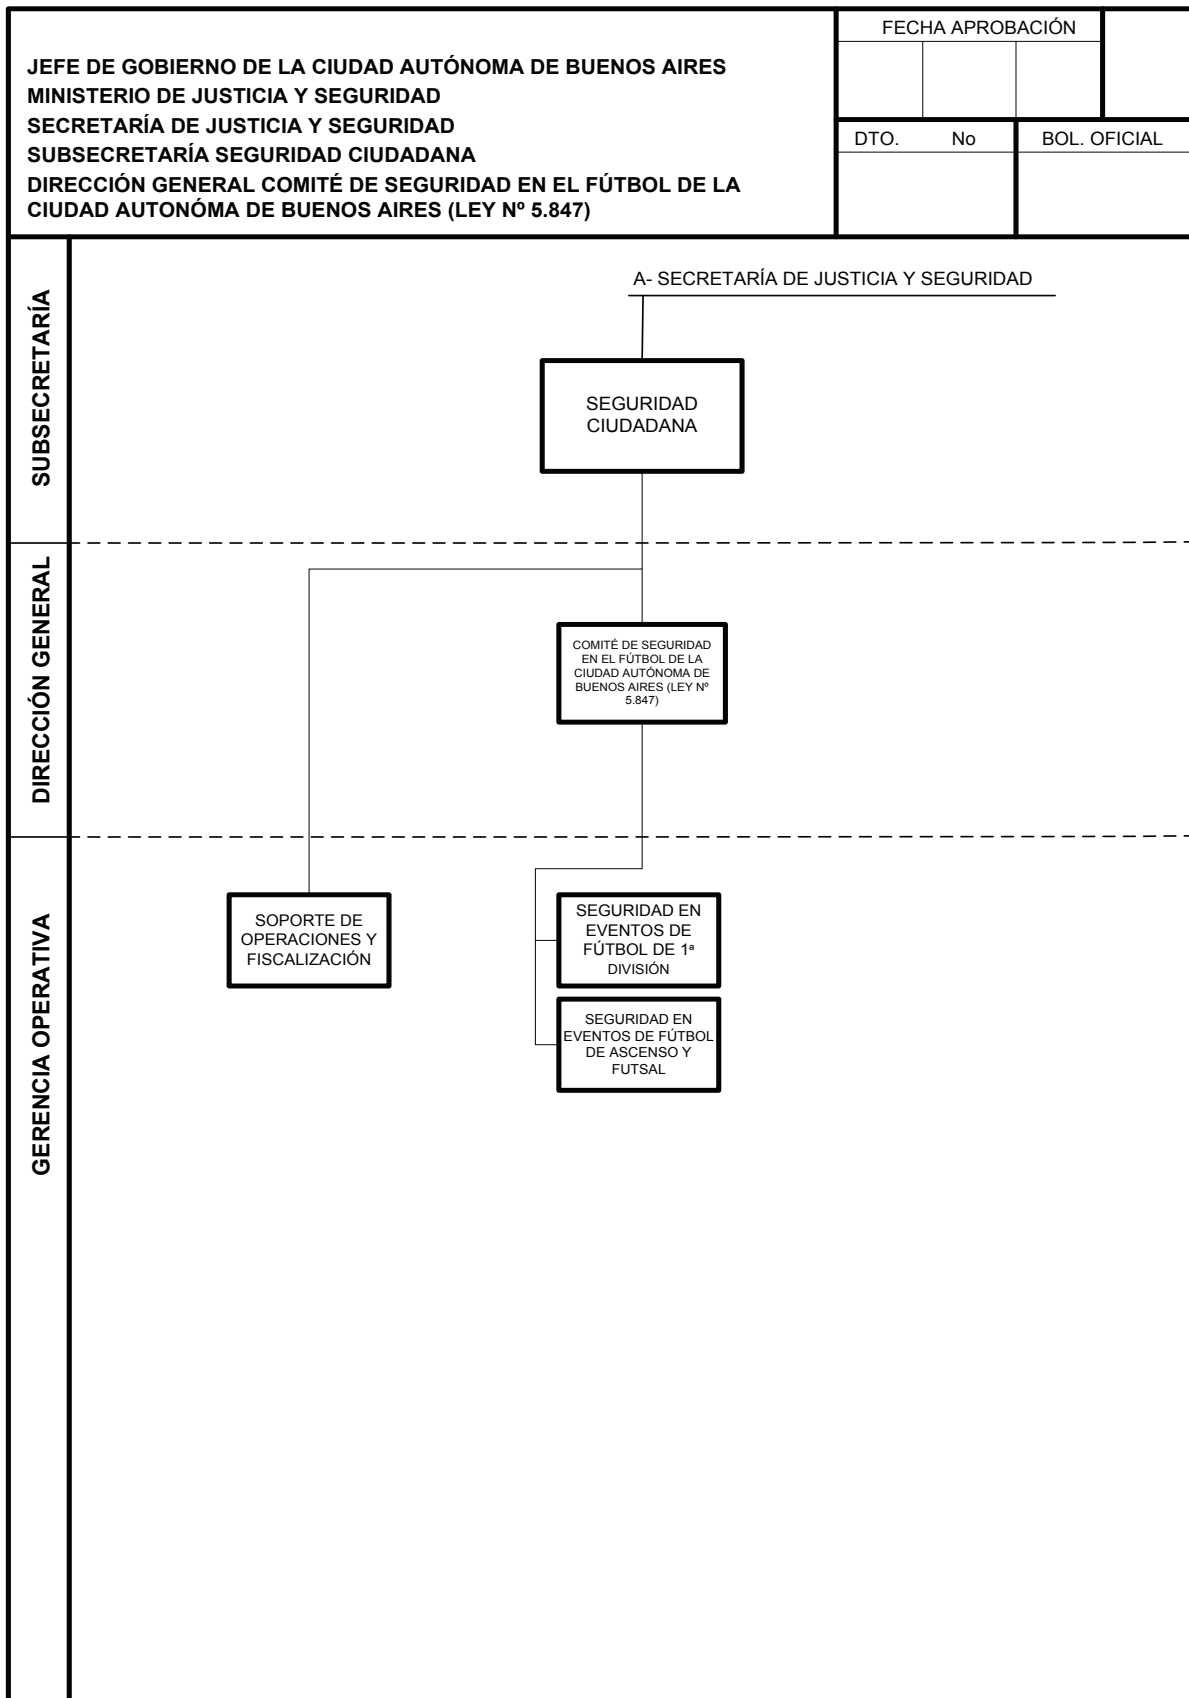 JEFE DE GOBIERNO DE LA CIUDAD AUTÓNOMA DE BUENOS AIRES
MINISTERIO DE JUSTICIA Y SEGURIDAD
SECRETARÍA DE JUSTICIA Y SEGURIDAD
SUBSECRETARÍA SEGURIDAD CIUDADANA
DIRECCIÓN GENERAL COMITÉ DE SEGURIDAD EN EL FÚTBOL DE LA
CIUDAD AUTONÓMA DE BUENOS AIRES (LEY Nº 5.847)
FECHA APROBACIÓN
DTO. No
BOL. OFICIAL
SUBSECRETARÍA
A- SECRETARÍA DE JUSTICIA Y SEGURIDAD
SEGURIDAD
CIUDADANA
DIRECCIÓN GENERAL
COMITÉ DE SEGURIDAD
EN EL FÚTBOL DE LA
CIUDAD AUTÓNOMA DE
BUENOS AIRES (LEY Nº
5.847)
GERENCIA OPERATIVA
SOPORTE DE
OPERACIONES Y
FISCALIZACIÓN
SEGURIDAD EN
EVENTOS DE
FÚTBOL DE 1ª
DIVISIÓN
SEGURIDAD EN
EVENTOS DE FÚTBOL
DE ASCENSO Y
FUTSAL